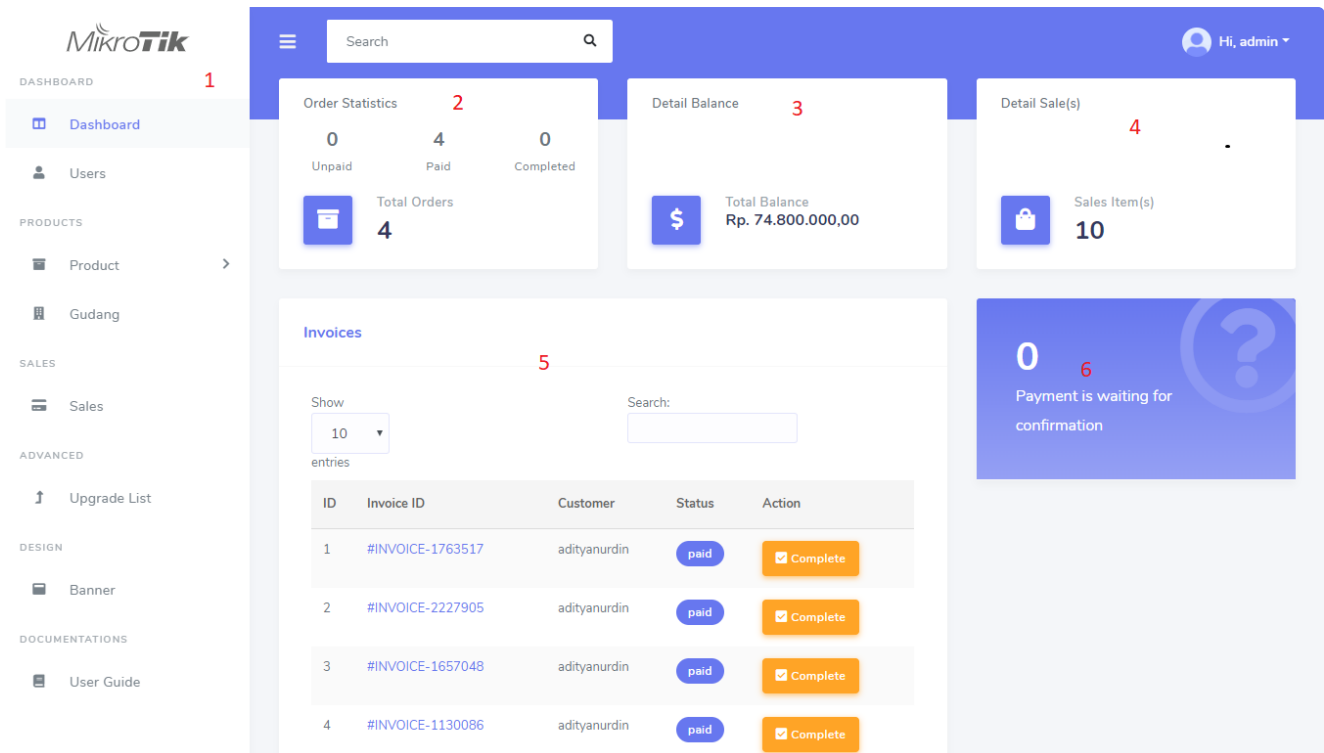 MikroTik
Search
Hi, admin
DASHBOARD
1
Dashboard
Users
PRODUCTS
Product
Gudang
SALES
Sales
ADVANCED
Upgrade List
DESIGN
Banner
DOCUMENTATIONS
User Guide
Order Statistics
2
0
4
0
Unpaid
Paid
Completed
Total Orders
4
Detail Balance
3
Total Balance
Rp. 74.800.000,00
Detail Sale(s)
4
Sales Item(s)
10
Invoices
5
Show
10
entries
Search:
ID Invoice ID Customer Status Action
1 #INVOICE-1763517 adityanurdin paid Complete
2 #INVOICE-2227905 adityanurdin paid Complete
3 #INVOICE-1657048 adityanurdin paid Complete
4 #INVOICE-1130086 adityanurdin paid Complete
0
6
Payment is waiting for
confirmation